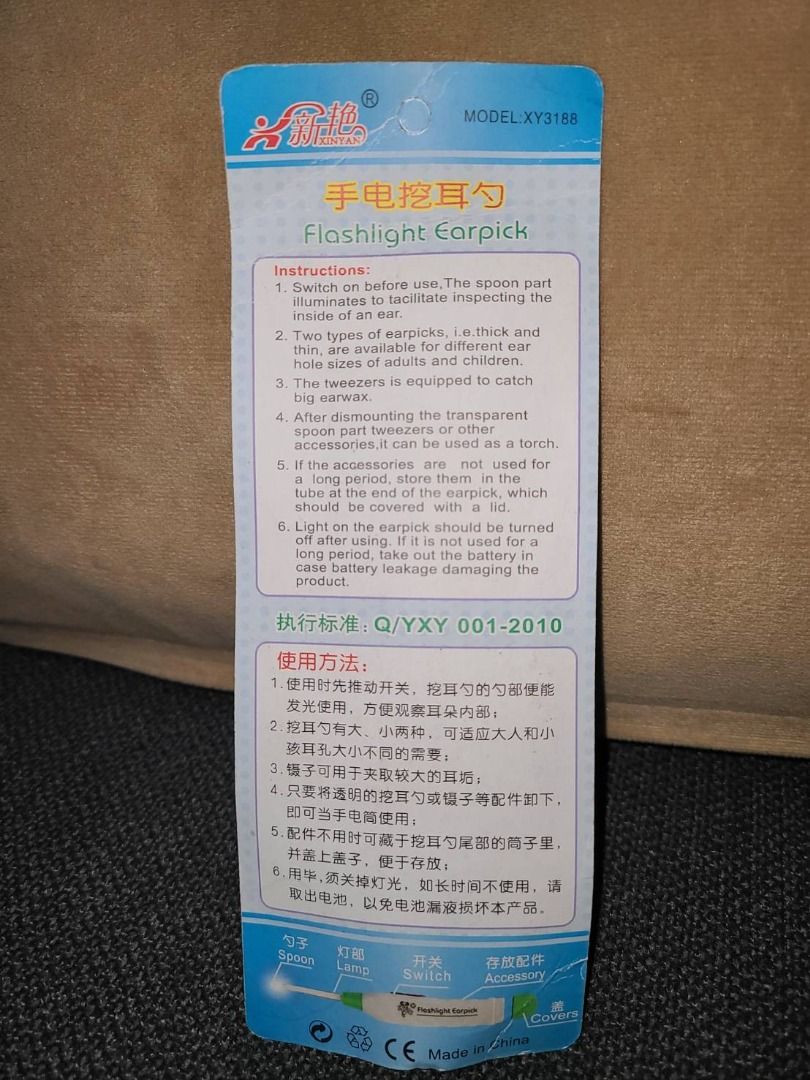 新艳®
XINYAN
MODEL:XY3188
手电挖耳勺
Flashlight Earpick
Instructions:
1. Switch on before use,The spoon part
illuminates to tacilitate inspecting the
inside of an ear.
2. Two types of earpicks, i.e.thick and
thin, are available for different ear
hole sizes of adults and children.
3. The tweezers is equipped to catch
big earwax.
4. After dismounting the transparent
spoon part tweezers or other
accessories,it can be used as a torch.
5. If the accessories are not used for
a long period, store them in the
tube at the end of the earpick, which
should be covered with a lid.
6. Light on the earpick should be turned
off after using. If it is not used for a
long period, take out the battery in
case battery leakage damaging the
product.
执行标准: Q/YXY 001-2010
使用方法:
1.使用时先推动开关，挖耳勺的勺部便能
发光使用，方便观察耳朵内部；
2.挖耳勺有大、小两种，可适应大人和小
孩耳孔大小不同的需要；
3.镊子可用于夹取较大的耳垢；
4.只要将透明的挖耳勺或镊子等配件卸下，
即可当手电筒使用；
5.配件不用时可藏于挖耳勺尾部的筒子里，
并盖上盖子，便于存放；
6.用毕,须关掉灯光，如长时间不使用，请
取出电池，以免电池漏液损坏本产品。
勺子
Spoon
灯部
Lamp
开关
Switch
存放配件
Accessory
Flashlight Earpick
盖
Covers
CE Made in China